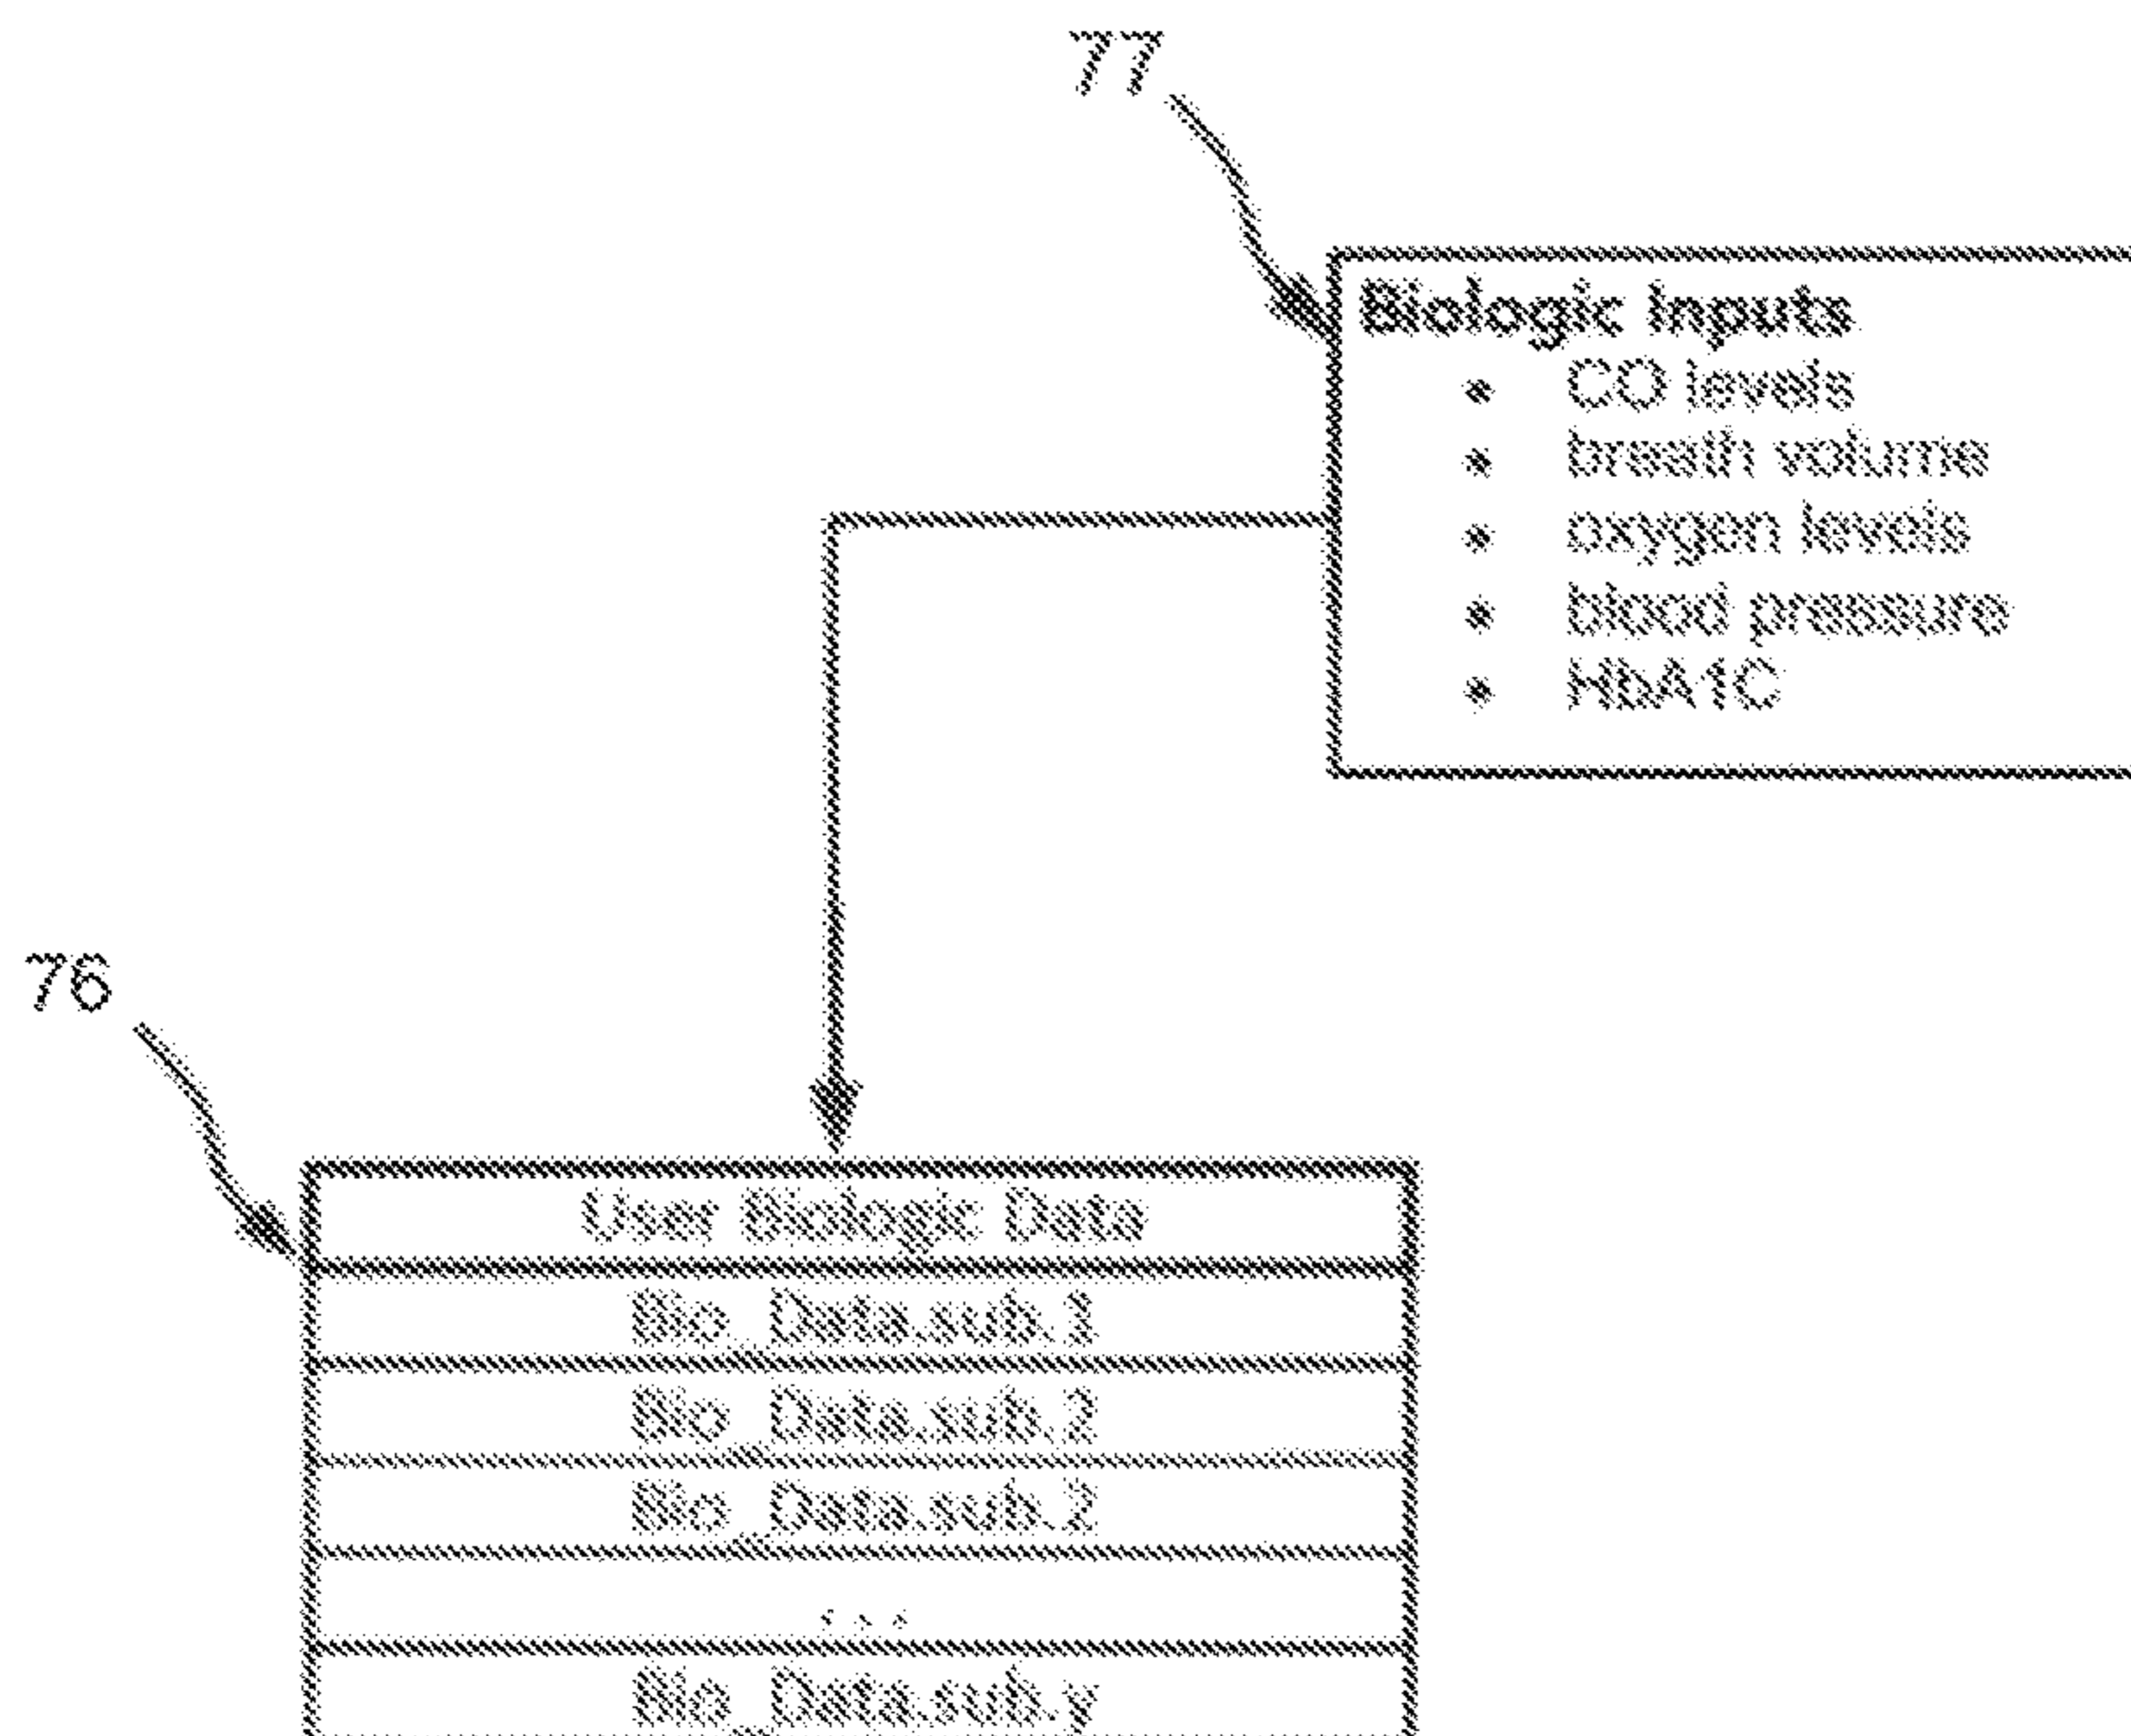 77
Biologic Inputs
• CO levels
• breath volume
• oxygen levels
• blood pressure
• HbA1C
76
User Biologic Data
Bio_Data.sub.1
Bio_Data.sub.2
Bio_Data.sub.2
...
Bio_Data.sub.y